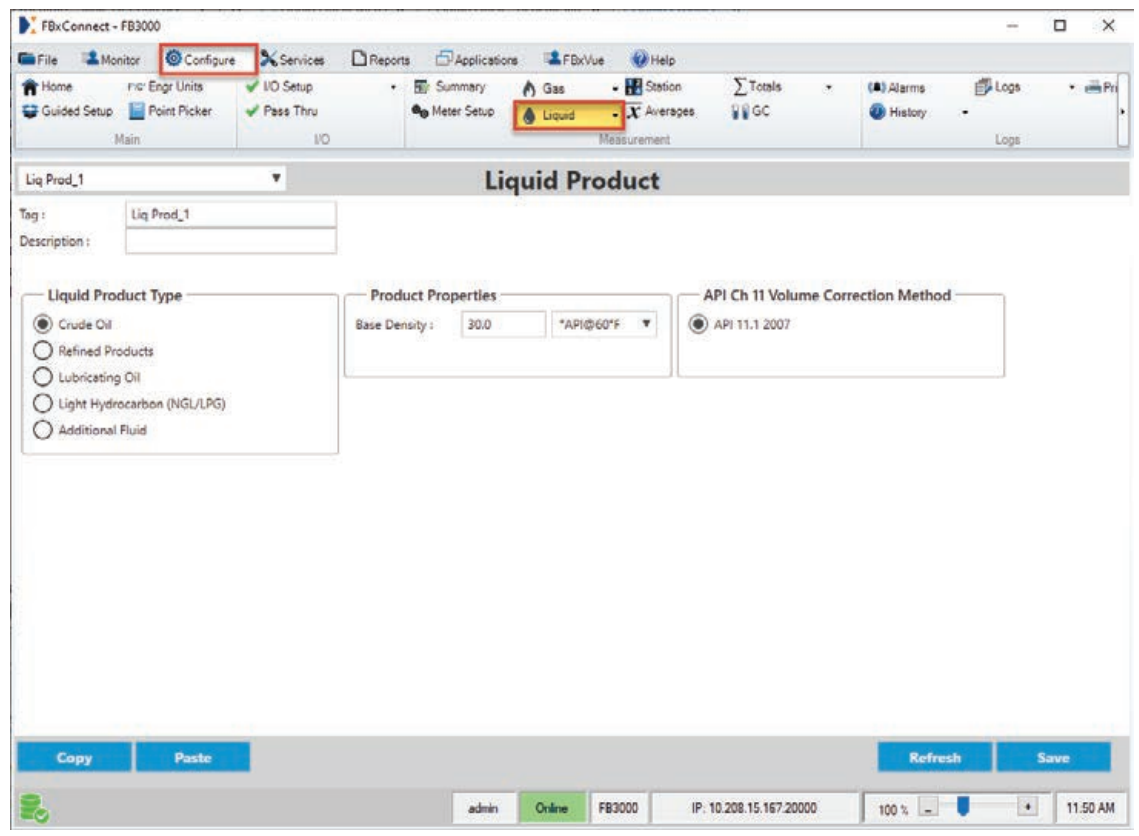 FBxConnect - FB3000
File Monitor Configure Services Reports Applications FBxVue Help
Home Engr Units I/O Setup Summary Gas Station Totals Alarms Logs Pri
Guided Setup Point Picker Pass Thru Meter Setup Liquid Averages GC History
Main I/O Measurement Logs
Liq Prod_1 Liquid Product
Tag : Liq Prod_1
Description :
Liquid Product Type Product Properties API Ch 11 Volume Correction Method
Crude Oil Base Density : 30.0 °API@60°F API 11.1 2007
Refined Products
Lubricating Oil
Light Hydrocarbon (NGL/LPG)
Additional Fluid
Copy Paste Refresh Save
admin Online FB3000 IP: 10.208.15.167.20000 100 % - + 11:50 AM